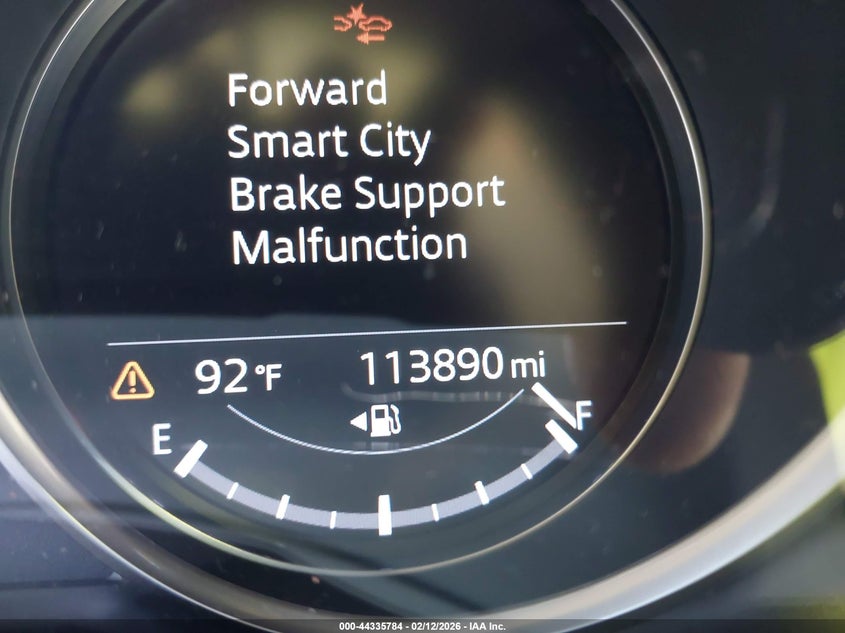 Forward
Smart City
Brake Support
Malfunction
92°F 113890 mi
E F
000-44335784 - 02/12/2026 - IAA Inc.